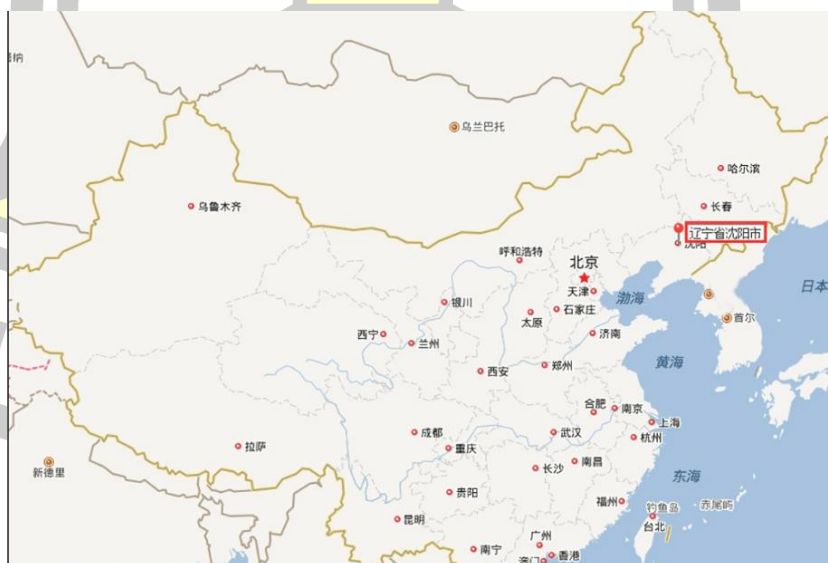 纳
乌兰巴托
哈尔滨
乌鲁木齐
长春
辽宁省沈阳市
沈阳
呼和浩特
北京
天津
渤海
日本
银川
石家庄
太原
首尔
西宁
兰州
济南
黄海
西安
郑州
合肥
南京
上海
杭州
拉萨
成都
重庆
武汉
新德里
长沙
南昌
东海
贵阳
福州
钓鱼岛
赤尾屿
台北
昆明
广州
南宁
香港
澳门